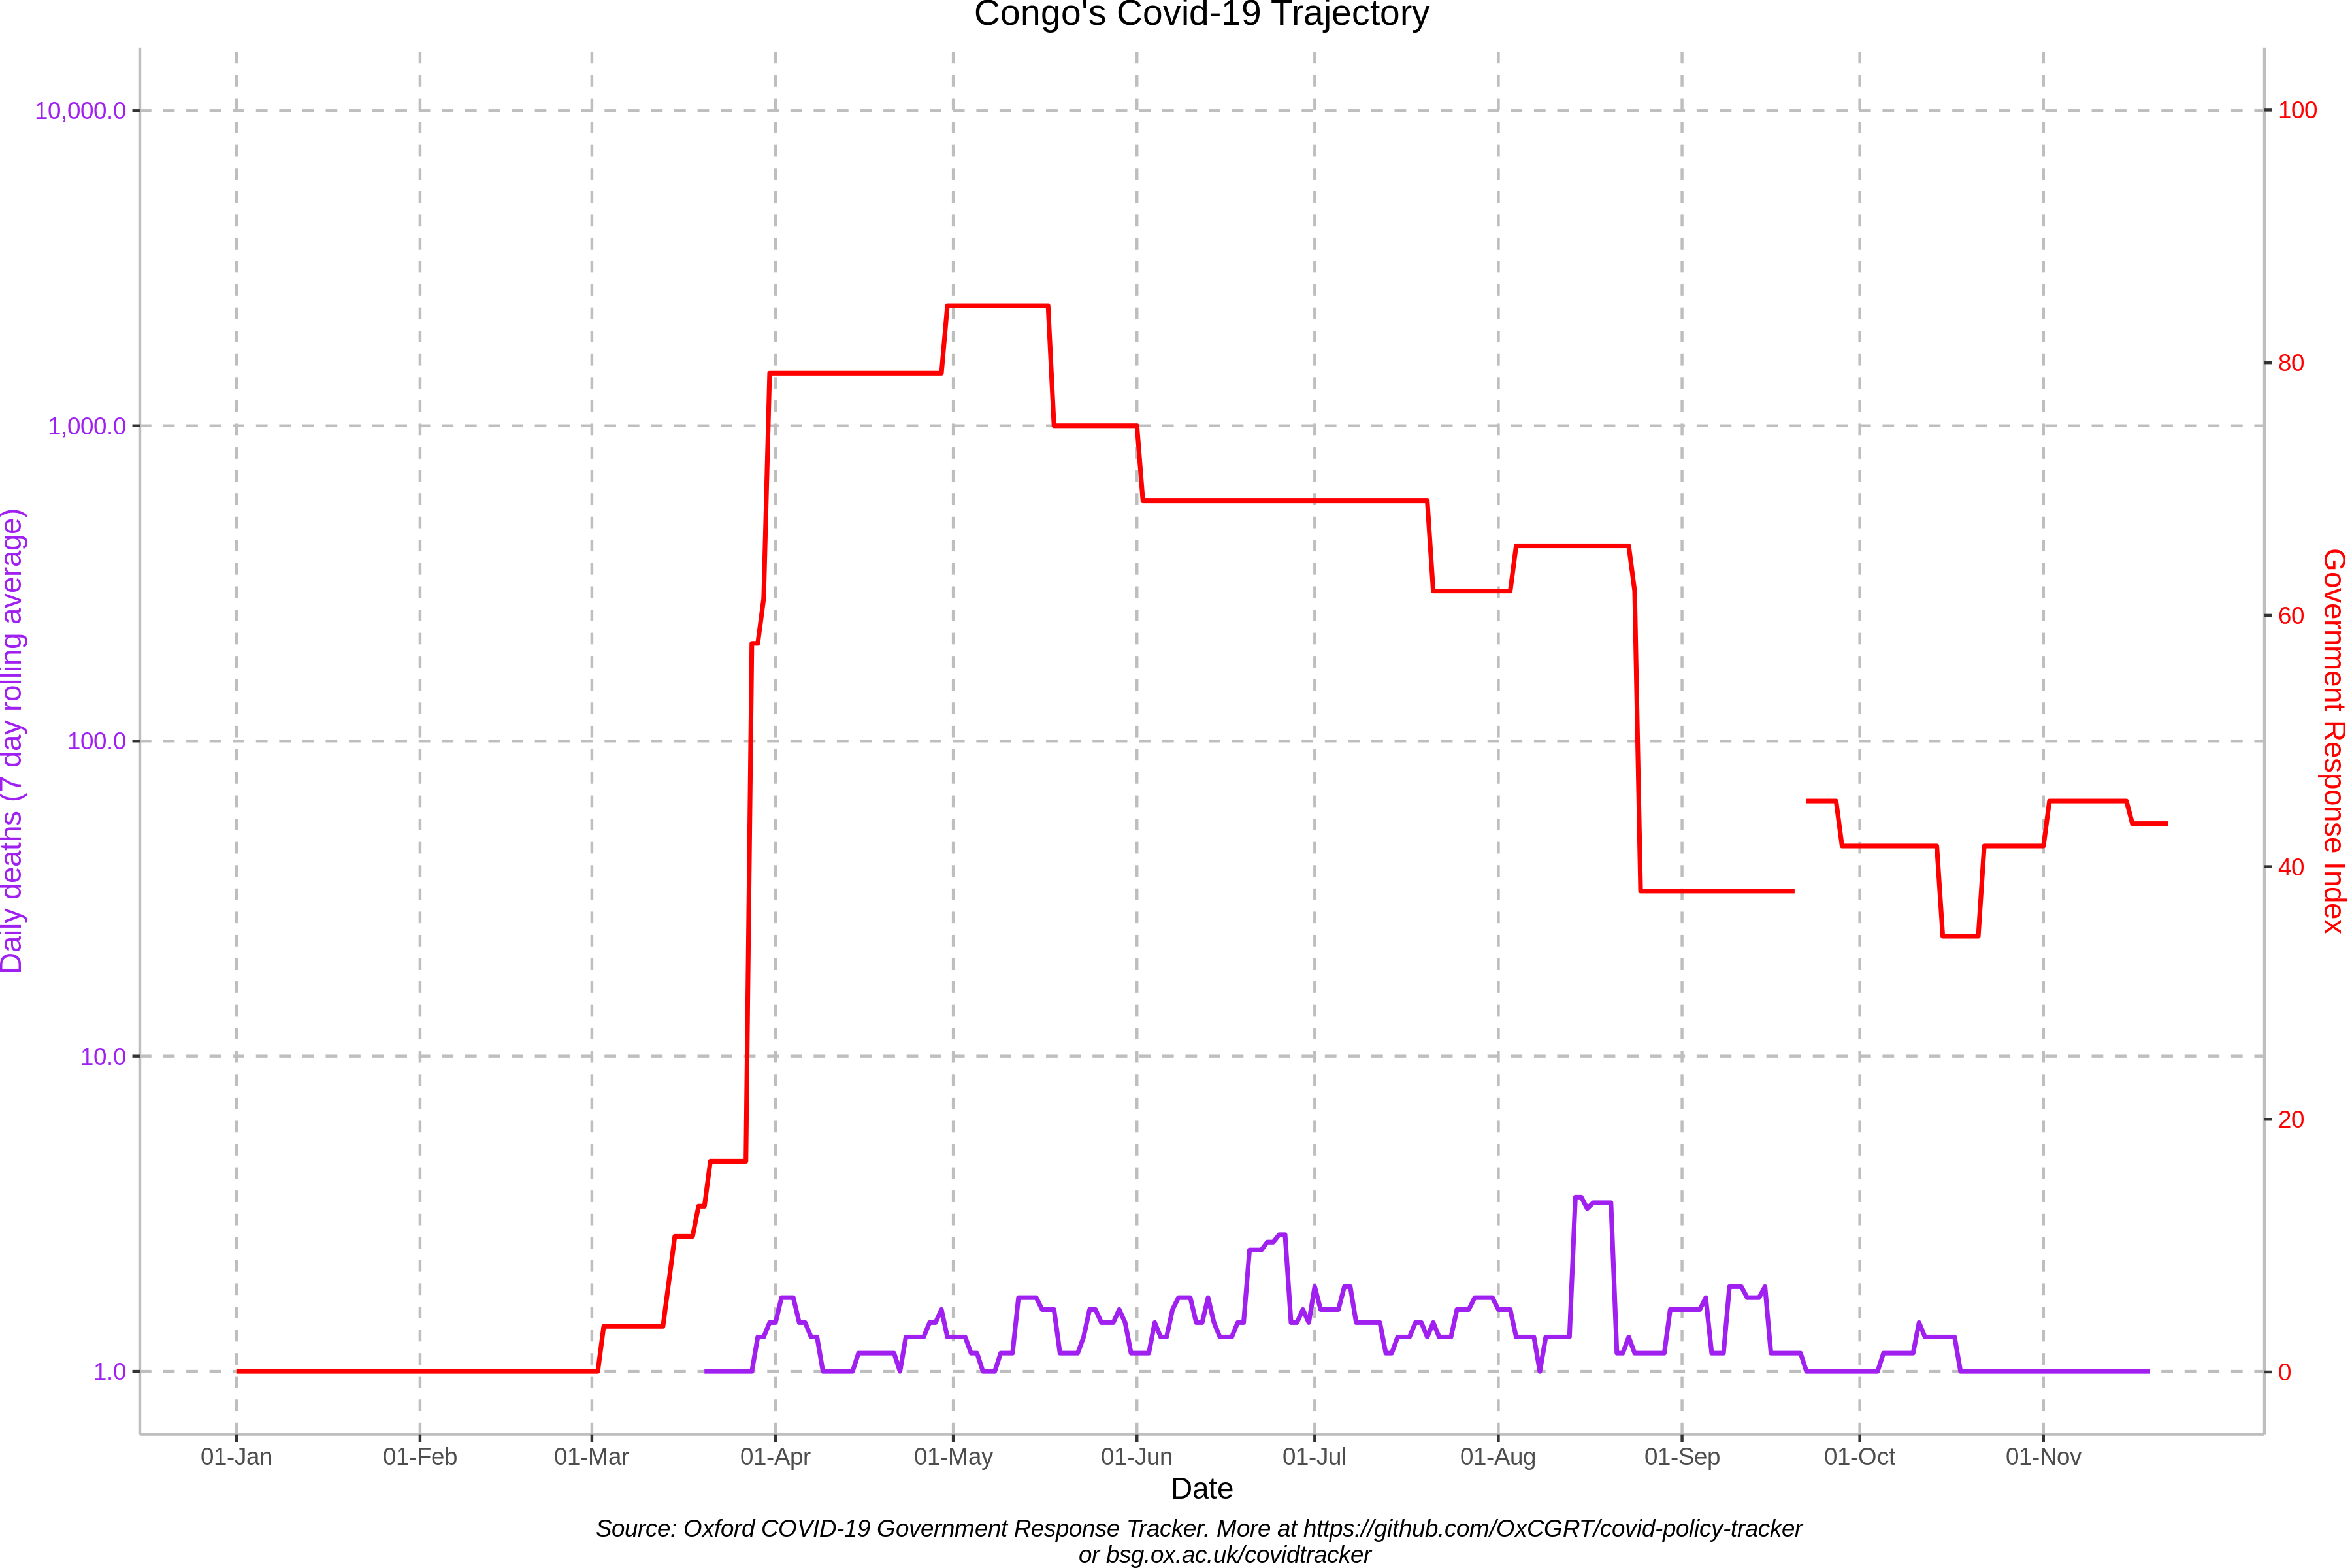 Congo's Covid-19 Trajectory
10,000.0
1,000.0
100.0
10.0
1.0
Daily deaths (7 day rolling average)
100
80
60
40
20
0
Government Response Index
01-Jan
01-Feb
01-Mar
01-Apr
01-May
01-Jun
01-Jul
01-Aug
01-Sep
01-Oct
01-Nov
Date
Source: Oxford COVID-19 Government Response Tracker. More at https://github.com/OxCGRT/covid-policy-tracker
or bsg.ox.ac.uk/covidtracker